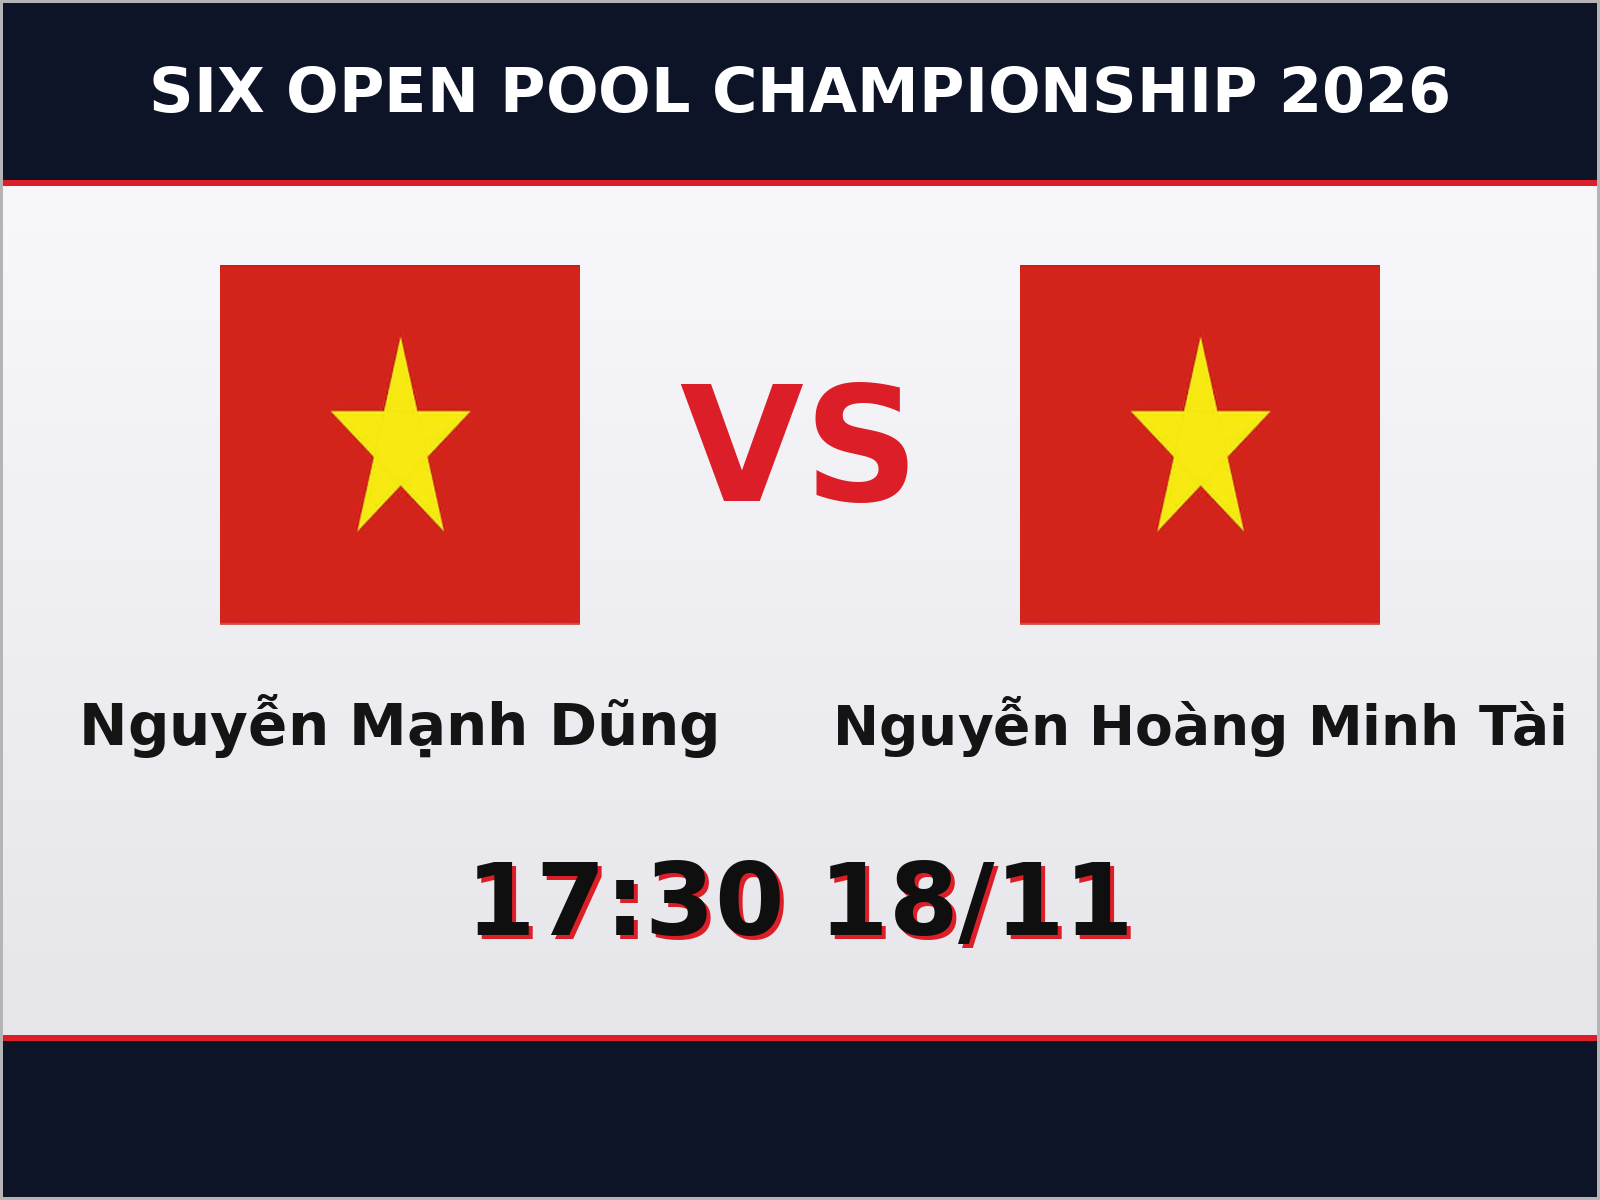 SIX OPEN POOL CHAMPIONSHIP 2026
VS
Nguyễn Mạnh Dũng
Nguyễn Hoàng Minh Tài
17:30 18/11